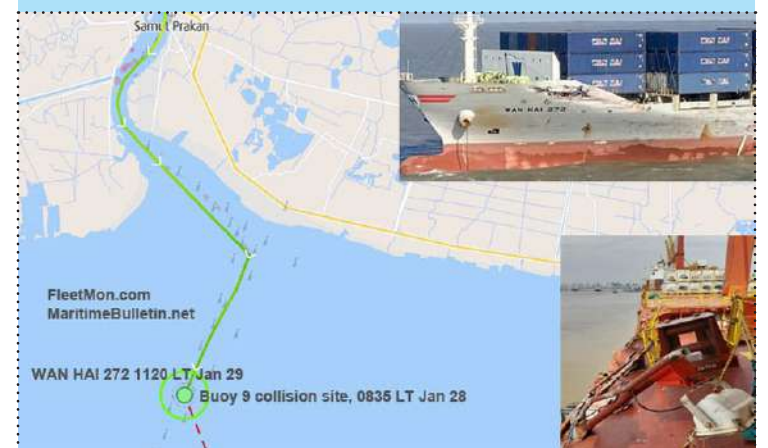 Samut Prakan
WAN HAI 272
FleetMon.com
MaritimeBulletin.net
WAN HAI 272 1120 LT Jan 29
Buoy 9 collision site, 0835 LT Jan 28